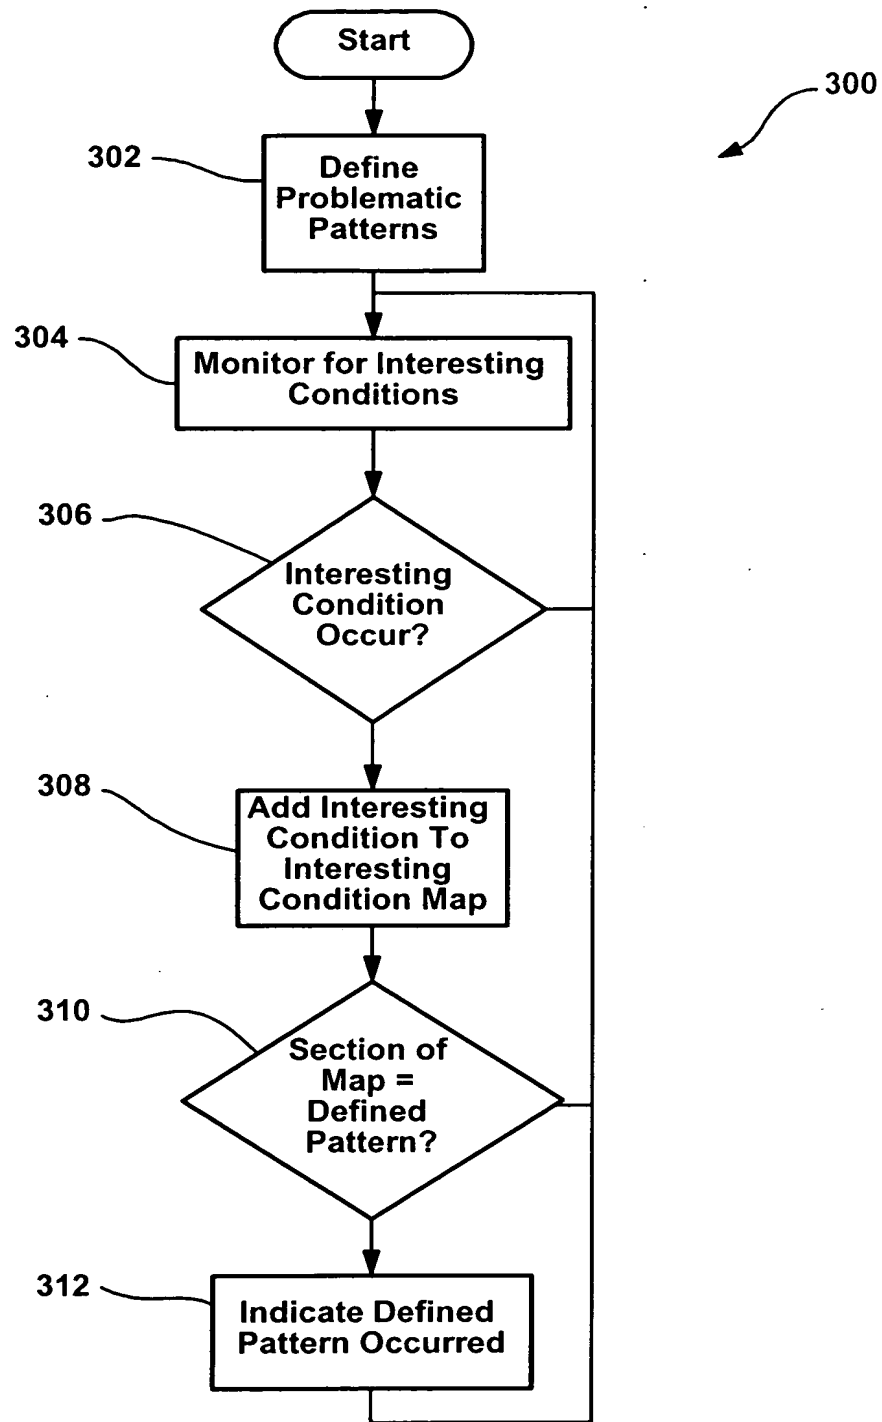 Start
300
302
Define
Problematic
Patterns
304
Monitor for Interesting
Conditions
306
Interesting
Condition
Occur?
308
Add Interesting
Condition To
Interesting
Condition Map
310
Section of
Map =
Defined
Pattern?
312
Indicate Defined
Pattern Occurred